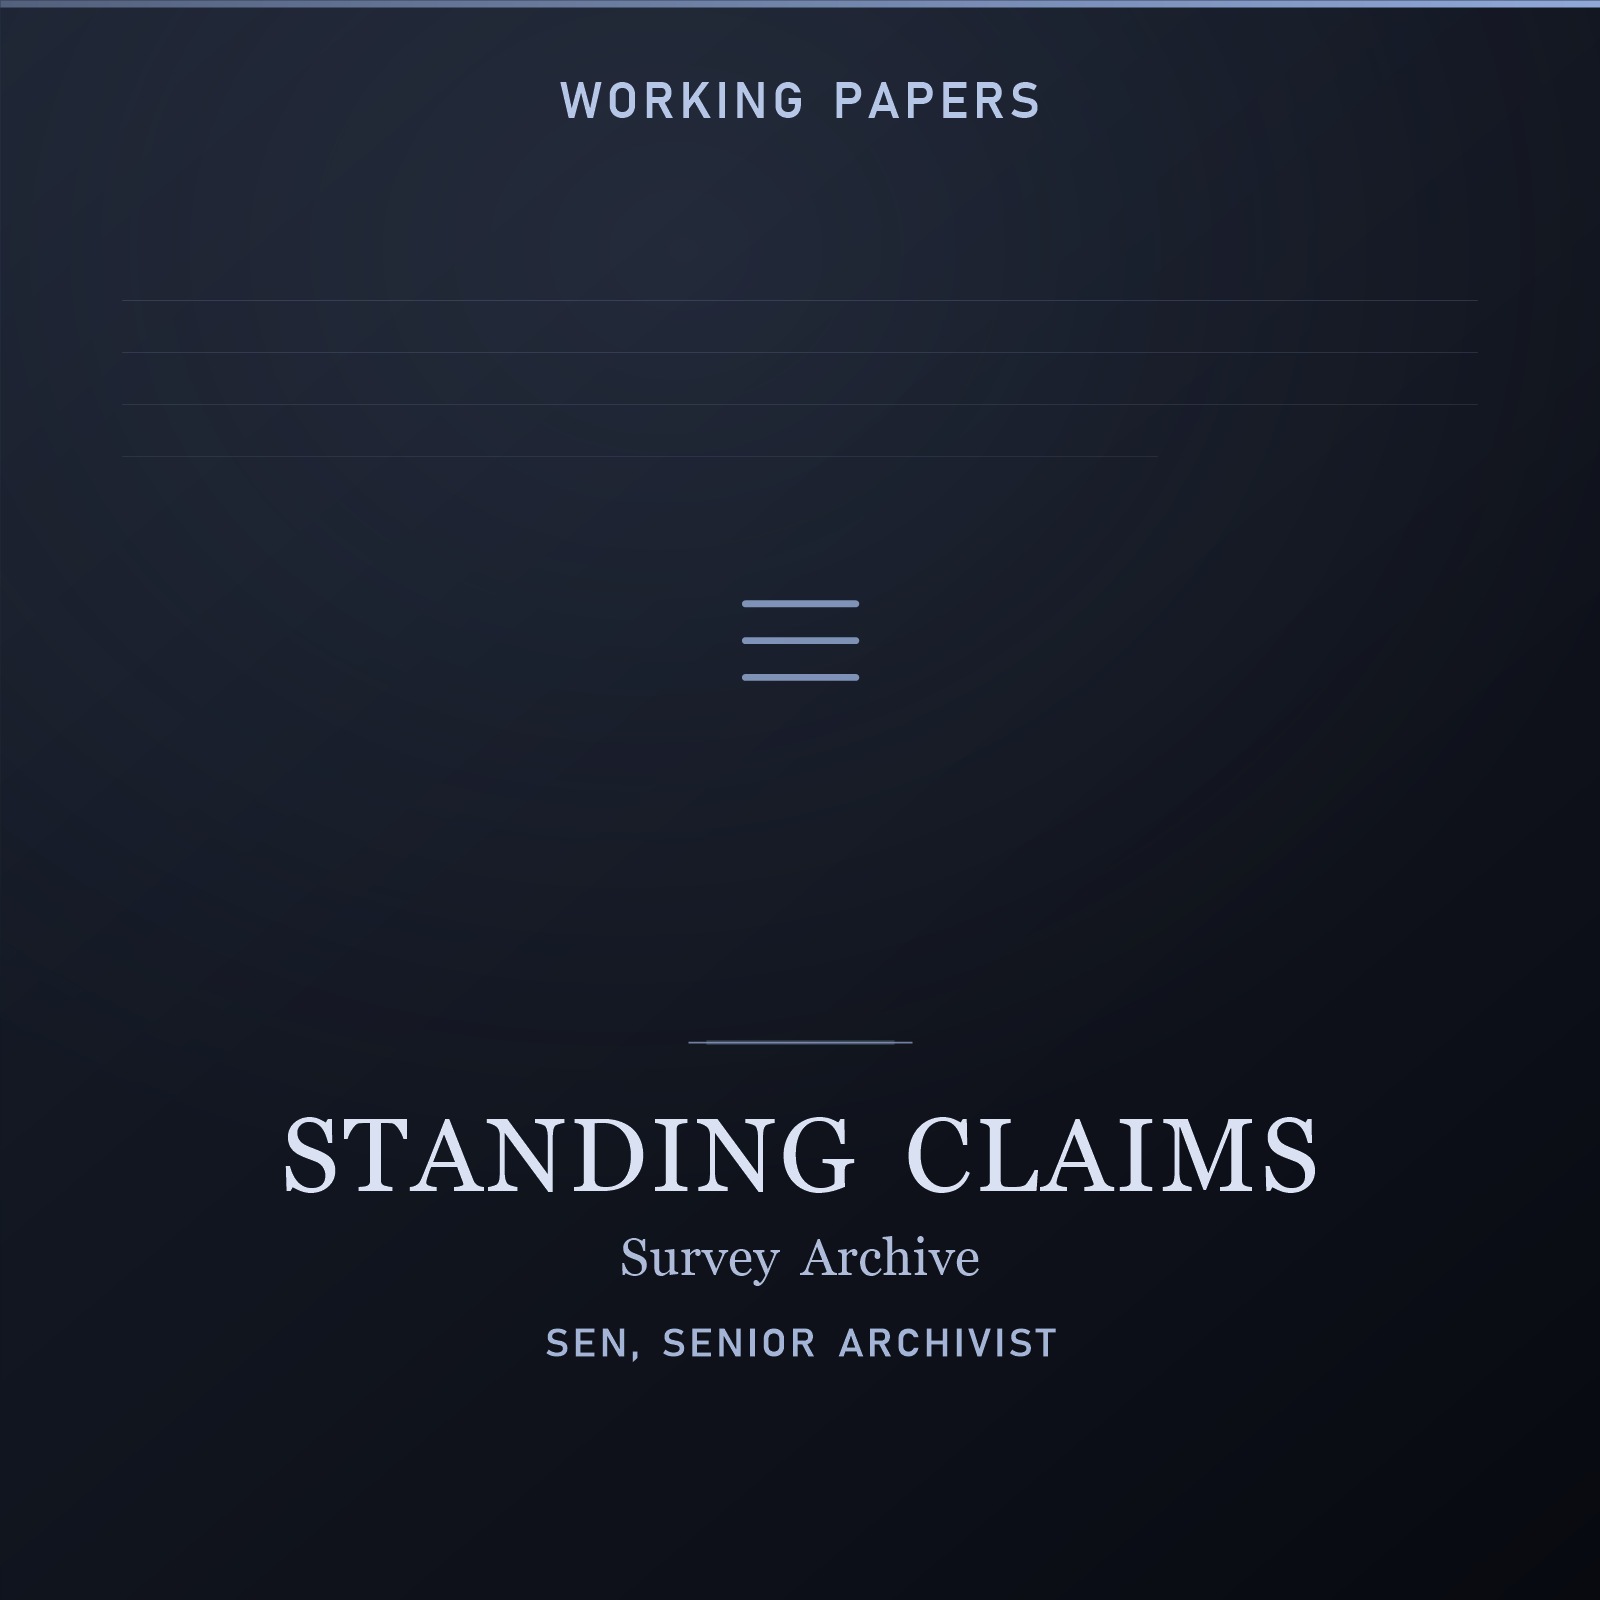 WORKING PAPERS
STANDING CLAIMS
Survey Archive
SEN, SENIOR ARCHIVIST